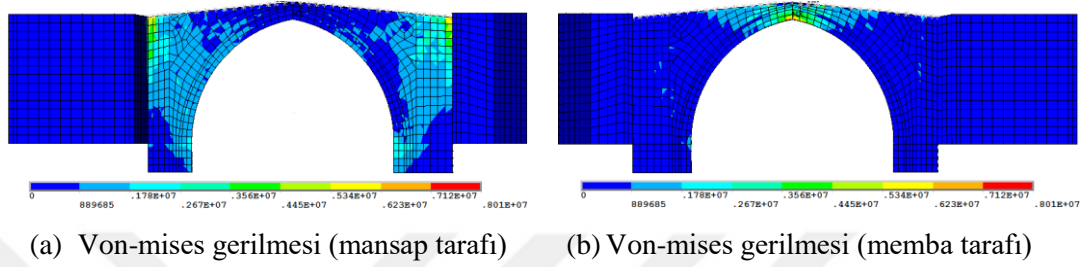 0 .178E+07 .356E+07 .534E+07 .712E+07
889685 .267E+07 .445E+07 .623E+07 .801E+07
0 .178E+07 .356E+07 .534E+07 .712E+07
889685 .267E+07 .445E+07 .623E+07 .801E+07
(a) Von-mises gerilmesi (mansap tarafı)
(b) Von-mises gerilmesi (memba tarafı)